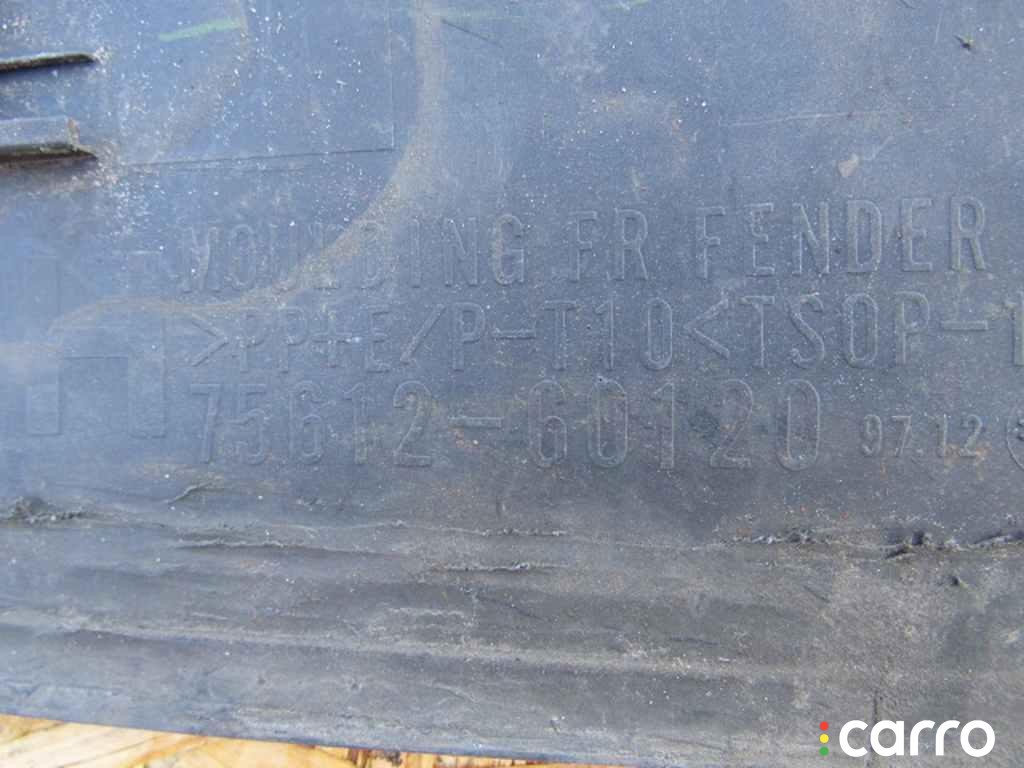 MOULDING FR FENDER
>PP+E/P-T10<TSOP-1
75612-60120 97.12
carro